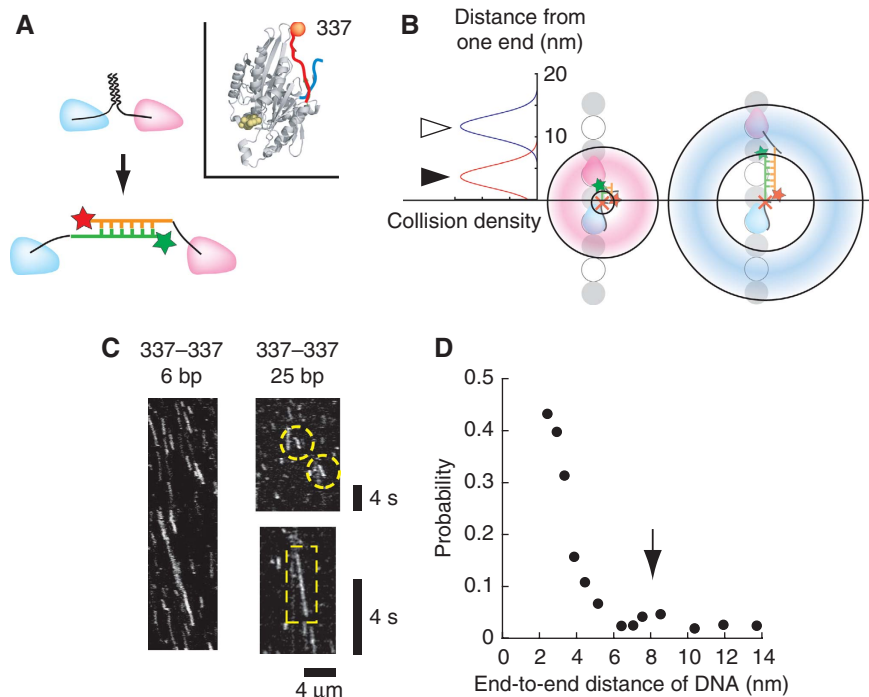 A
337
B
Distance from
one end (nm)
20
10
0
Collision density
C
337–337
6 bp
337–337
25 bp
4 s
4 s
4 μm
D
Probability
0.5
0.4
0.3
0.2
0.1
0
0 2 4 6 8 10 12 14
End-to-end distance of DNA (nm)